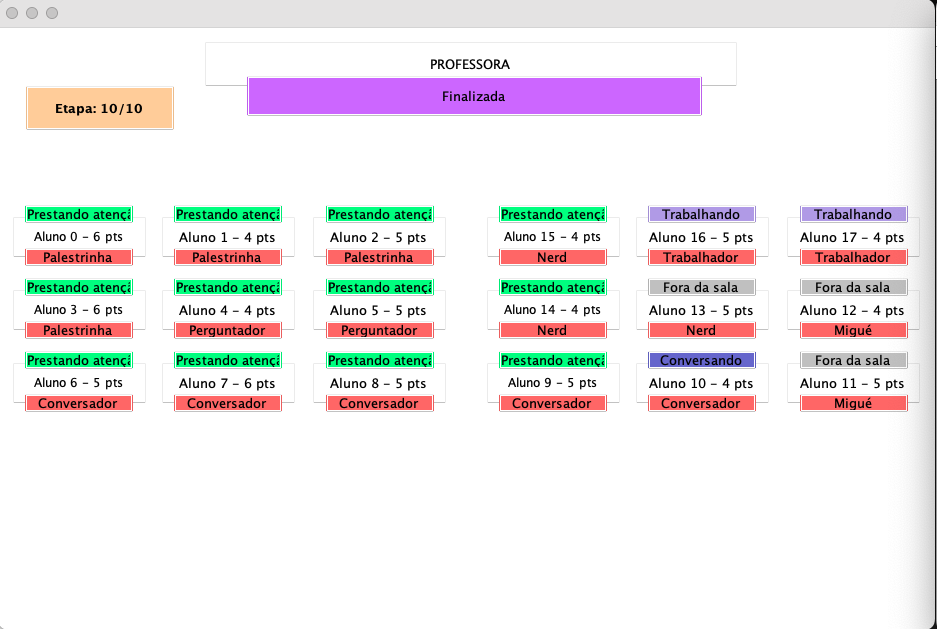 PROFESSORA
Finalizada
Etapa: 10/10
Prestando atençã Prestando atençã Prestando atençã Prestando atençã Trabalhando Trabalhando
Aluno 0 - 6 pts Aluno 1 - 4 pts Aluno 2 - 5 pts Aluno 15 - 4 pts Aluno 16 - 5 pts Aluno 17 - 4 pts
Palestrinha Palestrinha Palestrinha Nerd Trabalhador Trabalhador
Prestando atençã Prestando atençã Prestando atençã Prestando atençã Fora da sala Fora da sala
Aluno 3 - 6 pts Aluno 4 - 4 pts Aluno 5 - 5 pts Aluno 14 - 4 pts Aluno 13 - 5 pts Aluno 12 - 4 pts
Palestrinha Perguntador Perguntador Nerd Nerd Migué
Prestando atençã Prestando atençã Prestando atençã Prestando atençã Conversando Fora da sala
Aluno 6 - 5 pts Aluno 7 - 6 pts Aluno 8 - 5 pts Aluno 9 - 5 pts Aluno 10 - 4 pts Aluno 11 - 5 pts
Conversador Conversador Conversador Conversador Conversador Migué